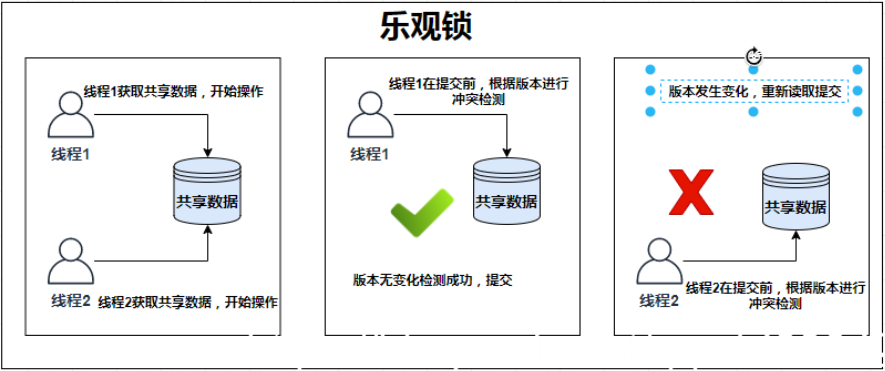 乐观锁
线程1获取共享数据，开始操作
线程1
共享数据
线程2
线程2获取共享数据，开始操作
线程1在提交前，根据版本进行
冲突检测
线程1
共享数据
版本无变化检测成功，提交
版本发生变化，重新读取提交
共享数据
线程2
线程2在提交前，根据版本进行
冲突检测